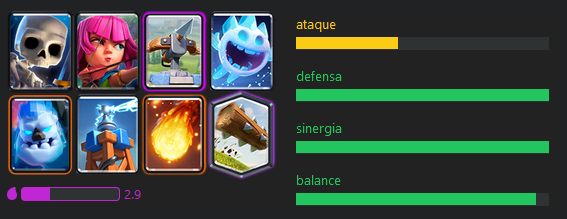 ataque
defensa
sinergia
balance
2.9